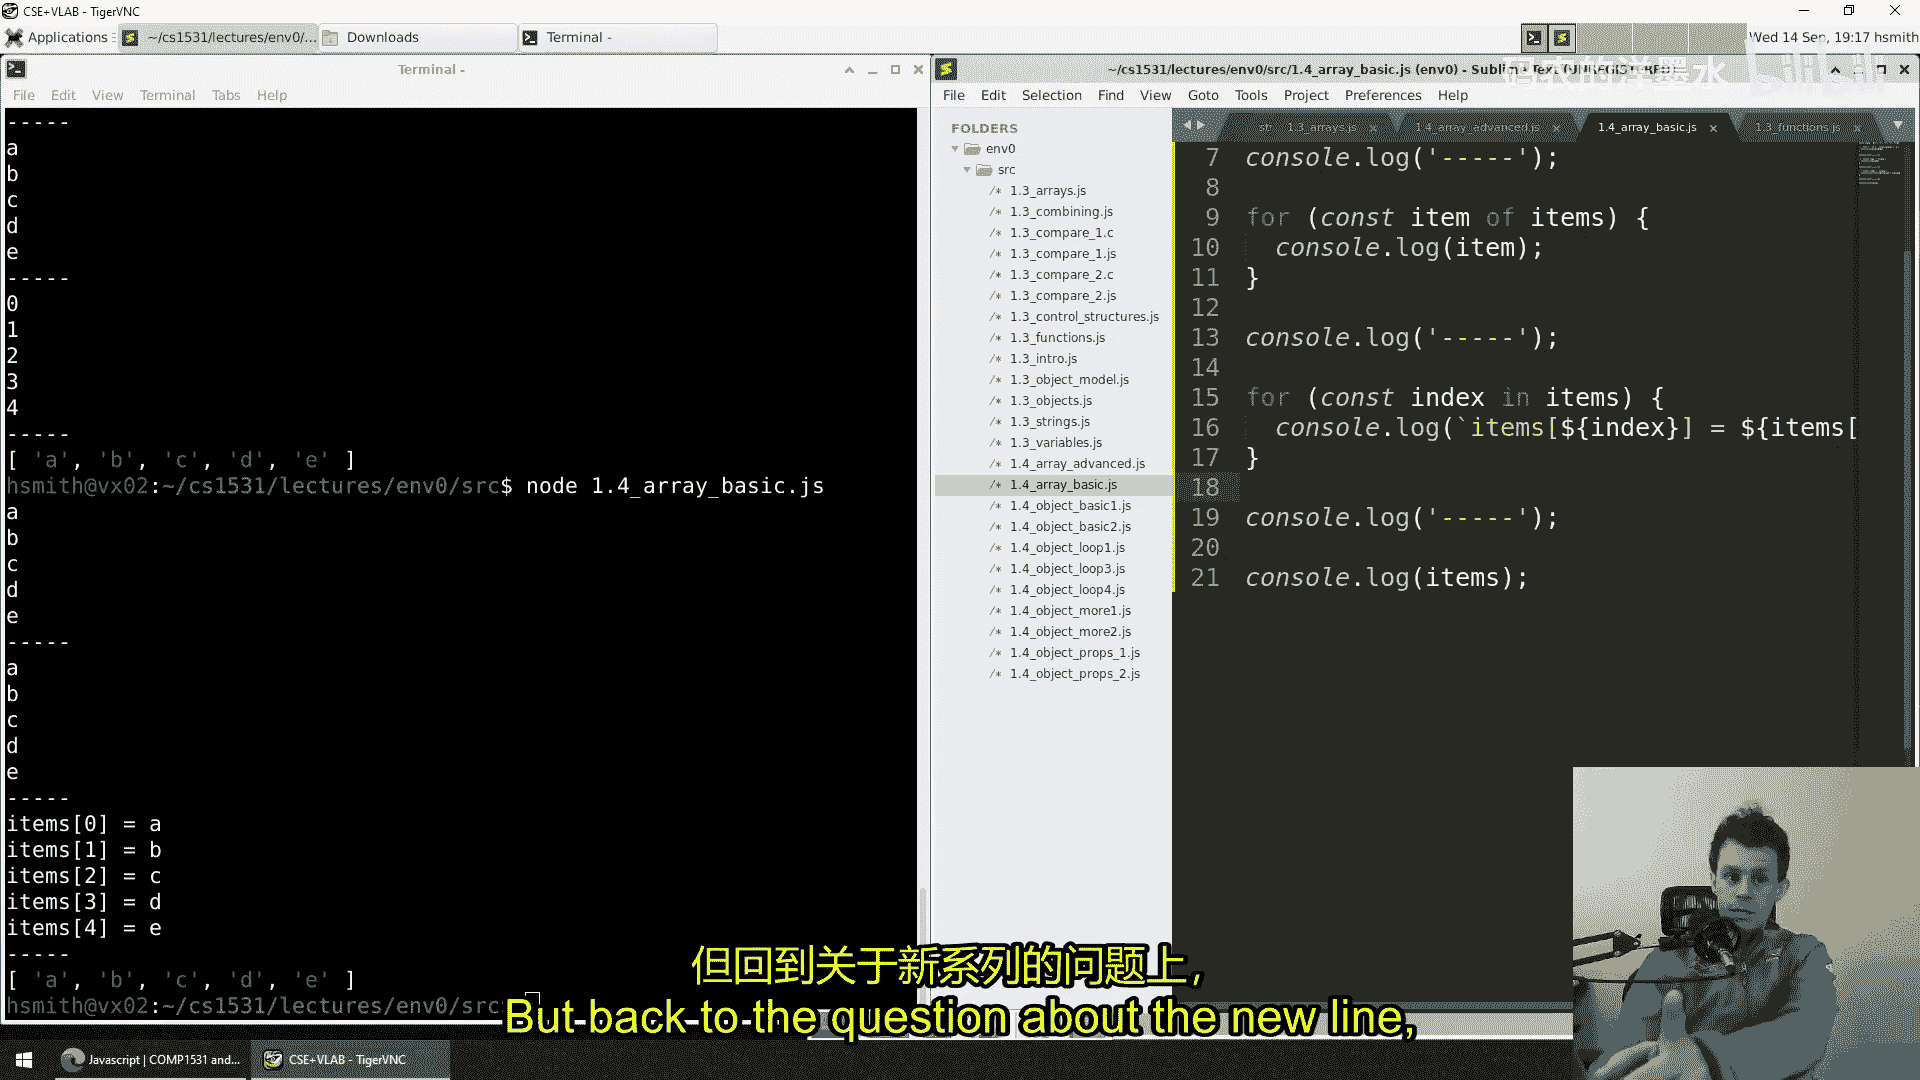 CSE+VLAB - TigerVNC
Applications
~/cs1531/lectures/env0/...
Downloads
Terminal -
Wed 14 Sep, 19:17 hsmith
码农的洋墨水
bilibili
Terminal -
File Edit View Terminal Tabs Help
-----
a
b
c
d
e
-----
0
1
2
3
4
-----
[ 'a', 'b', 'c', 'd', 'e' ]
hsmith@vx02:~/cs1531/lectures/env0/src$ node 1.4_array_basic.js
a
b
c
d
e
-----
a
b
c
d
e
-----
items[0] = a
items[1] = b
items[2] = c
items[3] = d
items[4] = e
-----
[ 'a', 'b', 'c', 'd', 'e' ]
hsmith@vx02:~/cs1531/lectures/env0/src
~/cs1531/lectures/env0/src/1.4_array_basic.js (env0) - Sublime Text (UNREGISTERED)
File Edit Selection Find View Goto Tools Project Preferences Help
FOLDERS
env0
src
/* 1.3_arrays.js
/* 1.3_combining.js
/* 1.3_compare_1.c
/* 1.3_compare_1.js
/* 1.3_compare_2.c
/* 1.3_compare_2.js
/* 1.3_control_structures.js
/* 1.3_functions.js
/* 1.3_intro.js
/* 1.3_object_model.js
/* 1.3_objects.js
/* 1.3_strings.js
/* 1.3_variables.js
/* 1.4_array_advanced.js
/* 1.4_array_basic.js
/* 1.4_object_basic1.js
/* 1.4_object_basic2.js
/* 1.4_object_loop1.js
/* 1.4_object_loop3.js
/* 1.4_object_loop4.js
/* 1.4_object_more1.js
/* 1.4_object_more2.js
/* 1.4_object_props_1.js
/* 1.4_object_props_2.js
1.3_arrays.js
1.4_array_advanced.js
1.4_array_basic.js
1.3_functions.js
7 console.log('-----');
8
9 for (const item of items) {
10 console.log(item);
11 }
12
13 console.log('-----');
14
15 for (const index in items) {
16 console.log(`items[${index}] = ${items[
17 }
18
19 console.log('-----');
20
21 console.log(items);
但回到关于新系列的问题上,
But back to the question about the new line,
Javascript | COMP1531 and...
CSE+VLAB - TigerVNC